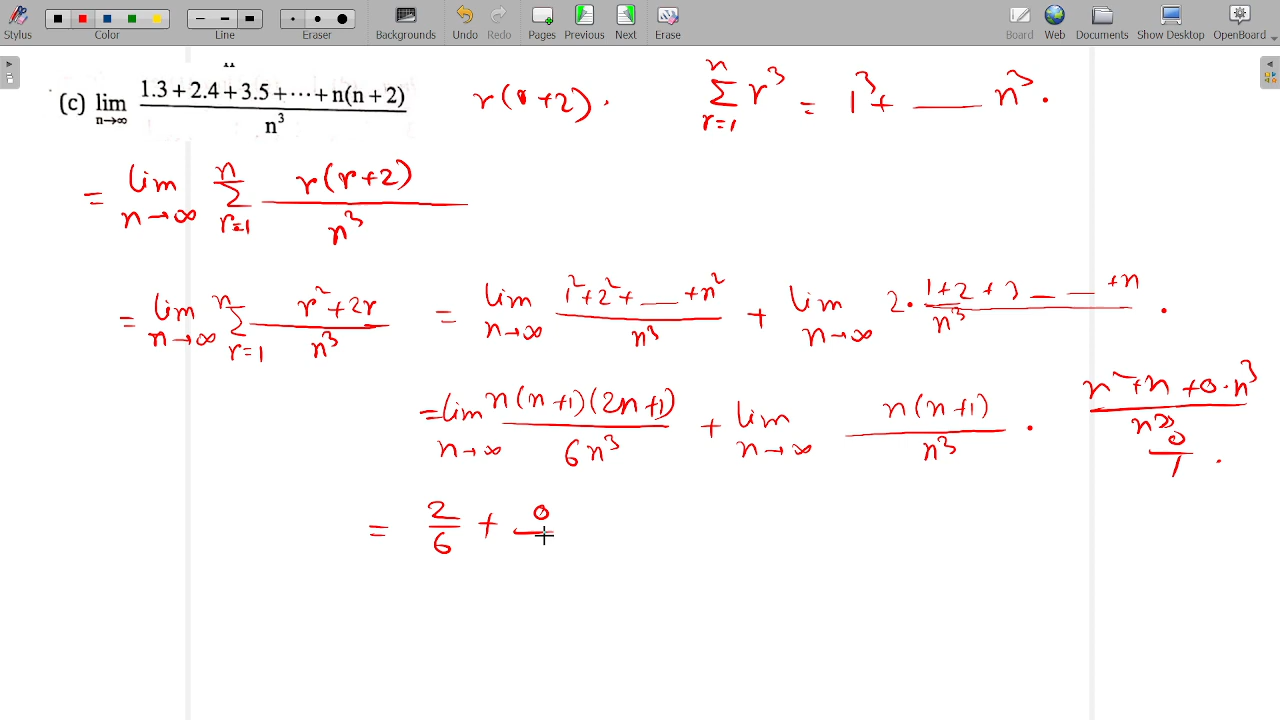 Stylus Color Line Eraser Backgrounds Undo Redo Pages Previous Next Erase Board Web Documents Show Desktop OpenBoard
(c) lim n→∞ (1.3+2.4+3.5+⋯+n(n+2))/n³ r(r+2). n∑r=1 r³ = 1³+ ___ n³.
= lim n→∞ n∑r=1 r(r+2)/n³
= lim n→∞ n∑r=1 (r²+2r)/n³ = lim n→∞ (1²+2²+ __ +n²)/n³ + lim n→∞ 2·(1+2+3 _ _ +n)/n³ .
= lim n→∞ n(n+1)(2n+1)/6n³ + lim n→∞ n(n+1)/n³ . (n²+n+0·n³)/n³
0/1 .
= 2/6 + 0